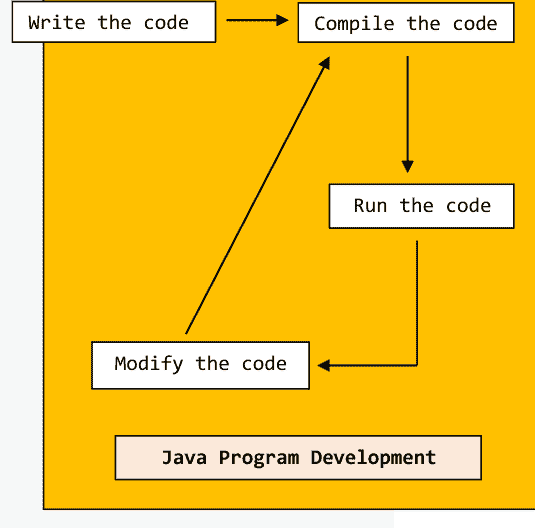 Write the code
Compile the code
Run the code
Modify the code
Java Program Development